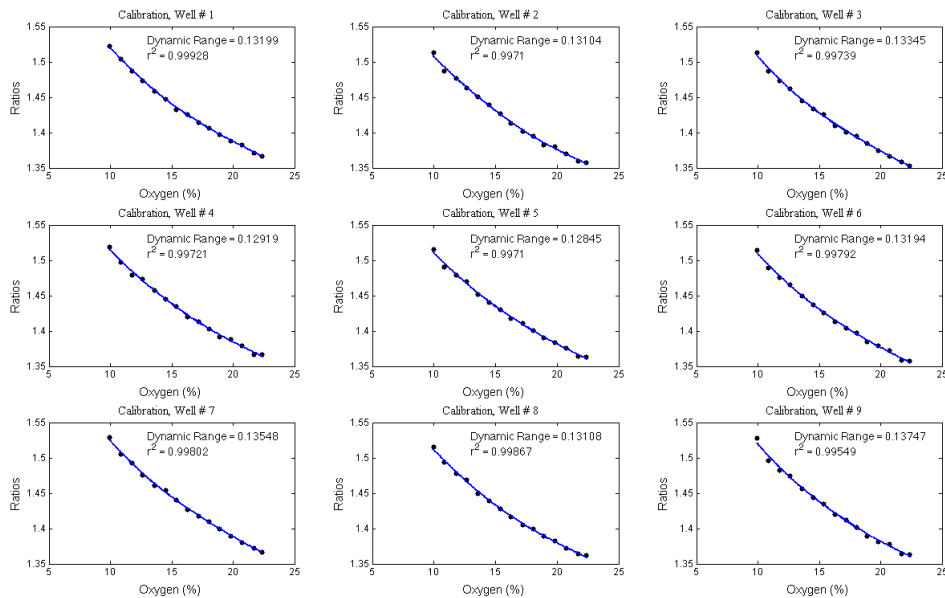 Calibration, Well # 1
Dynamic Range = 0.13199
r² = 0.99928
1.55
1.5
1.45
1.4
1.35
Ratios
5 10 15 20 25
Oxygen (%)
Calibration, Well # 2
Dynamic Range = 0.13104
r² = 0.9971
1.55
1.5
1.45
1.4
1.35
Ratios
5 10 15 20 25
Oxygen (%)
Calibration, Well # 3
Dynamic Range = 0.13345
r² = 0.99739
1.55
1.5
1.45
1.4
1.35
Ratios
5 10 15 20 25
Oxygen (%)
Calibration, Well # 4
Dynamic Range = 0.12919
r² = 0.99721
1.55
1.5
1.45
1.4
1.35
Ratios
5 10 15 20 25
Oxygen (%)
Calibration, Well # 5
Dynamic Range = 0.12845
r² = 0.9971
1.55
1.5
1.45
1.4
1.35
Ratios
5 10 15 20 25
Oxygen (%)
Calibration, Well # 6
Dynamic Range = 0.13194
r² = 0.99792
1.55
1.5
1.45
1.4
1.35
Ratios
5 10 15 20 25
Oxygen (%)
Calibration, Well # 7
Dynamic Range = 0.13548
r² = 0.99802
1.55
1.5
1.45
1.4
1.35
Ratios
5 10 15 20 25
Oxygen (%)
Calibration, Well # 8
Dynamic Range = 0.13108
r² = 0.99867
1.55
1.5
1.45
1.4
1.35
Ratios
5 10 15 20 25
Oxygen (%)
Calibration, Well # 9
Dynamic Range = 0.13747
r² = 0.99549
1.55
1.5
1.45
1.4
1.35
Ratios
5 10 15 20 25
Oxygen (%)